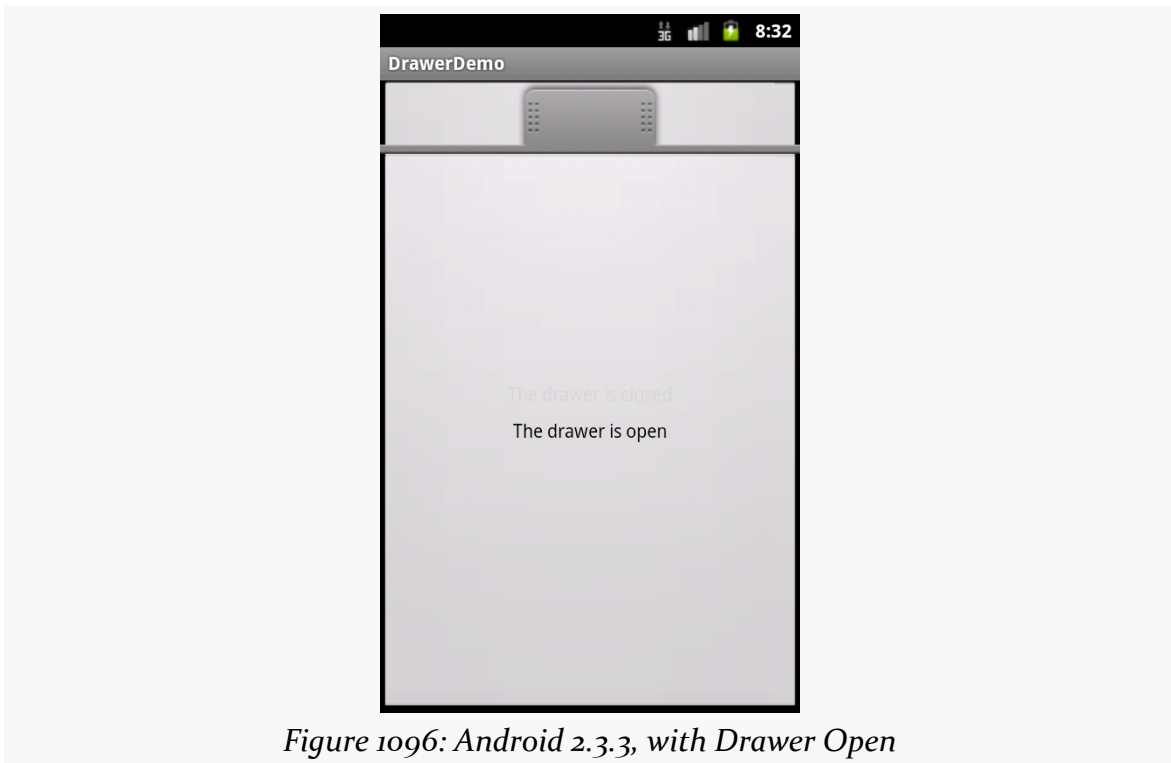 3G 8:32
DrawerDemo
The drawer is closed
The drawer is open
Figure 1096: Android 2.3.3, with Drawer Open